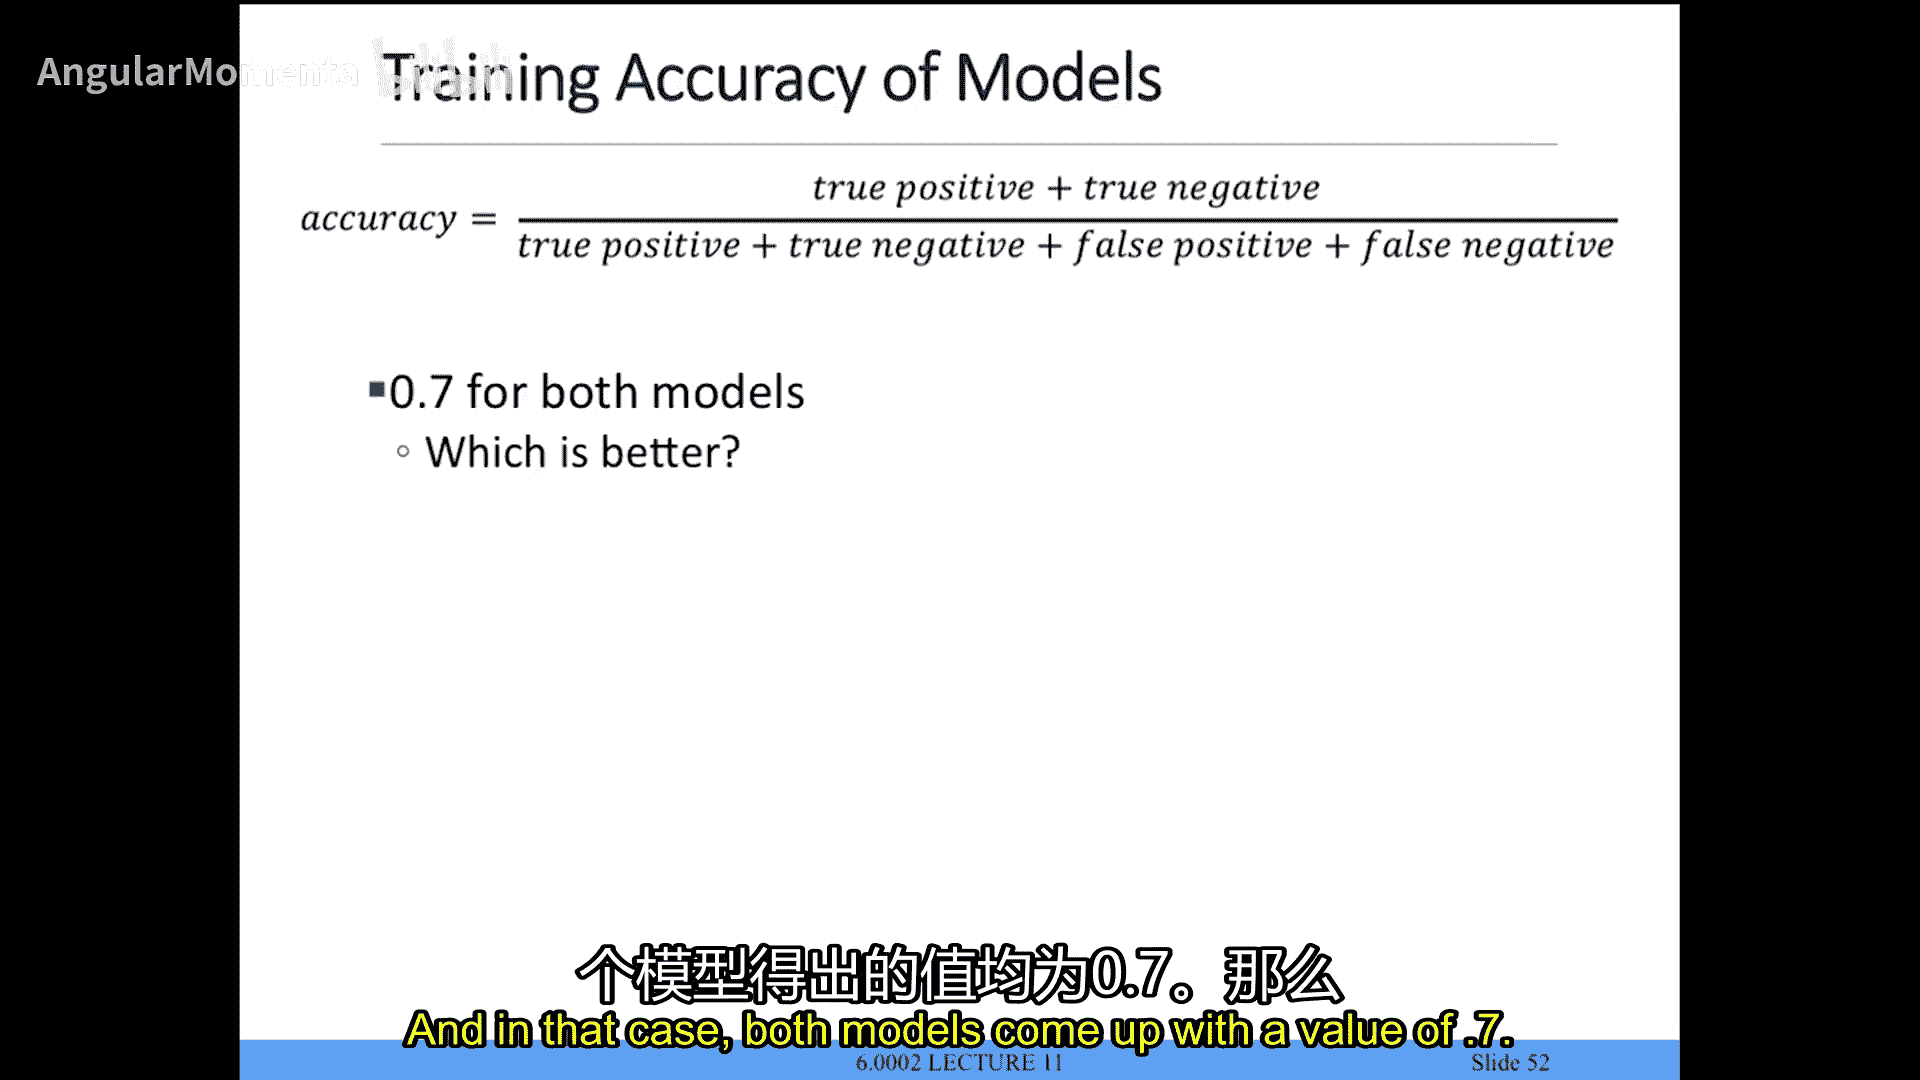 AngularMomenta
Training Accuracy of Models
true positive + true negative
accuracy =
true positive + true negative + false positive + false negative
▪0.7 for both models
◦ Which is better?
个模型得出的值均为0.7。那么
And in that case, both models come up with a value of .7.
6.0002 LECTURE 11
Slide 52